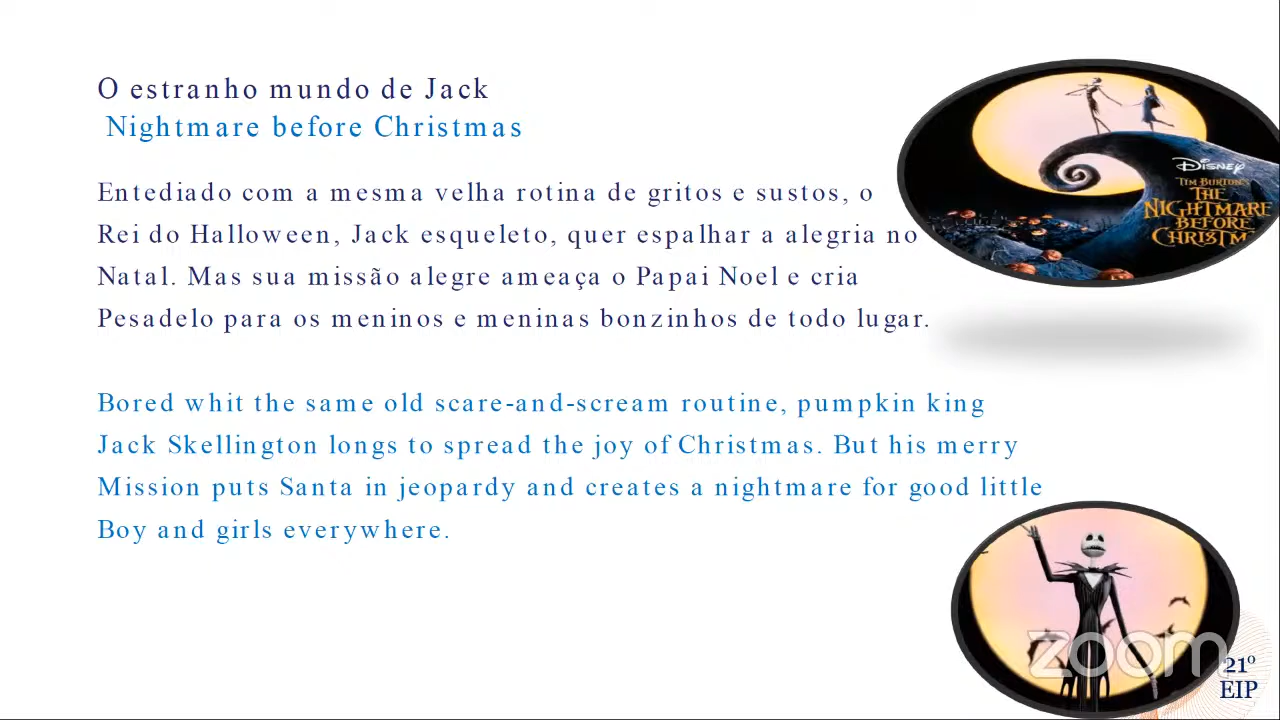 O estranho mundo de Jack
Nightmare before Christmas
Entediado com a mesma velha rotina de gritos e sustos, o
Rei do Halloween, Jack esqueleto, quer espalhar a alegria no
Natal. Mas sua missão alegre ameaça o Papai Noel e cria
Pesadelo para os meninos e meninas bonzinhos de todo lugar.
Bored whit the same old scare-and-scream routine, pumpkin king
Jack Skellington longs to spread the joy of Christmas. But his merry
Mission puts Santa in jeopardy and creates a nightmare for good little
Boy and girls everywhere.
Disney
TIM BURTON'S
THE
NIGHTMARE
BEFORE
CHRISTM
zoom
21º
EIP